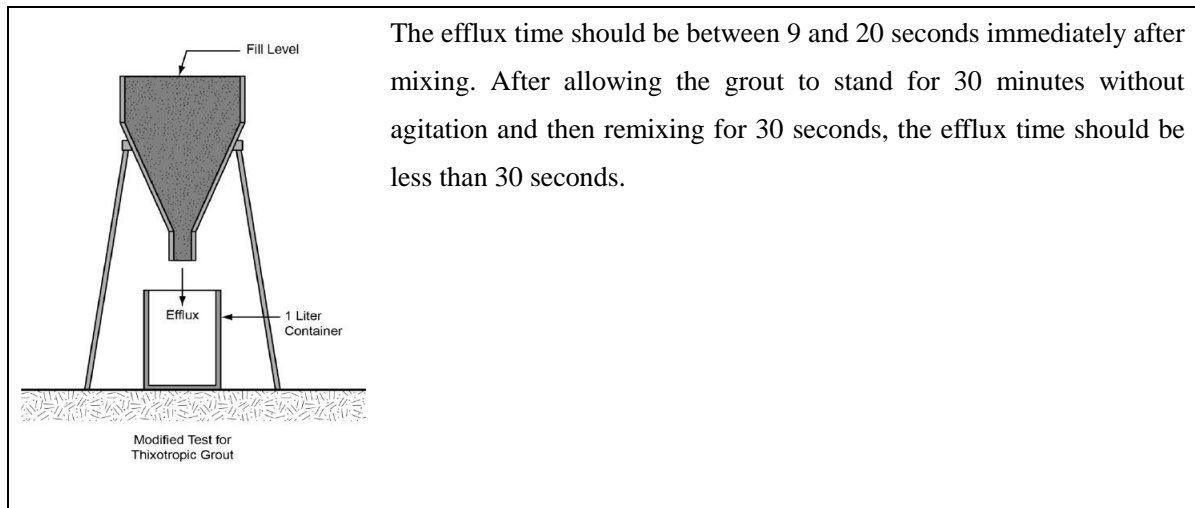 Fill Level
The efflux time should be between 9 and 20 seconds immediately after
mixing. After allowing the grout to stand for 30 minutes without
agitation and then remixing for 30 seconds, the efflux time should be
less than 30 seconds.
Efflux
1 Liter
Container
Modified Test for
Thixotropic Grout